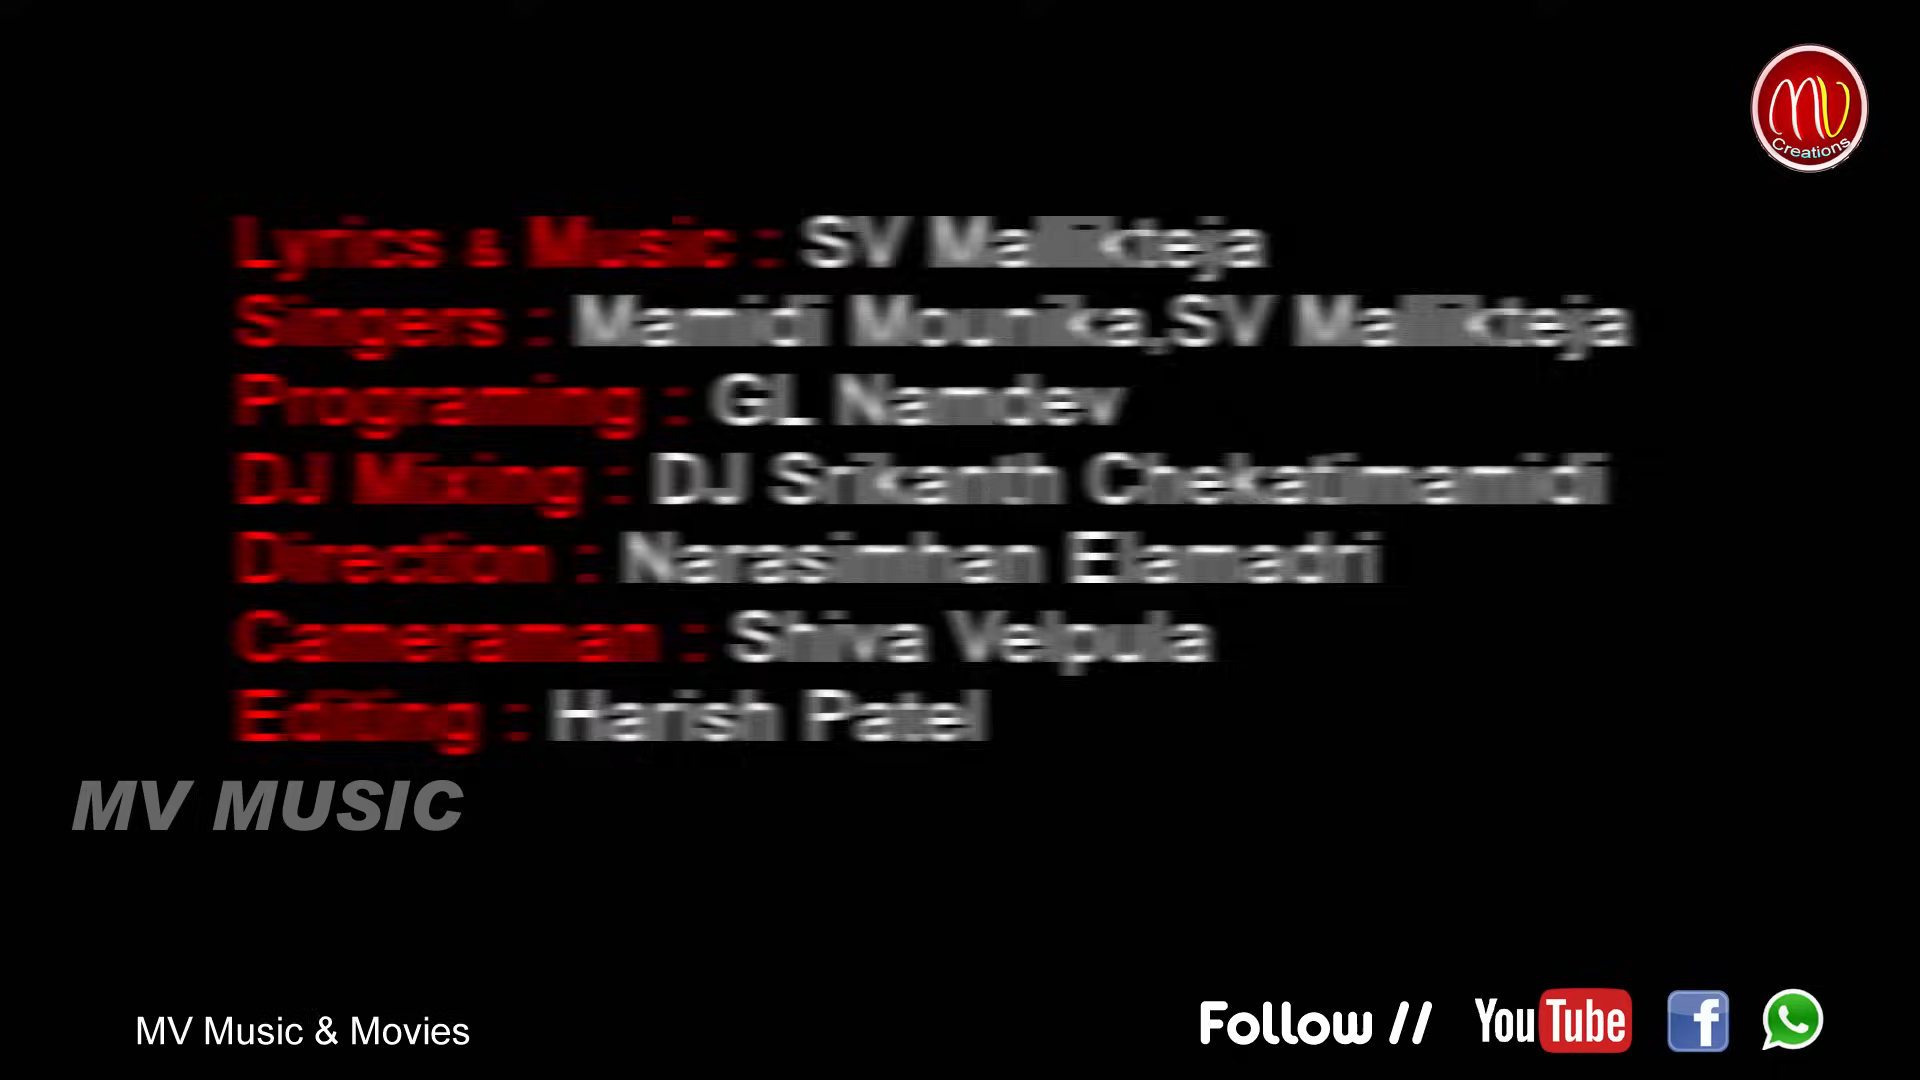 MV
Creations
Lyrics & Music : SV Mallikteja
Singers : Mamidi Mounika,SV Mallikteja
Programing : GL Namdev
DJ Mixing : DJ Srikanth Chekatimamidi
Direction : Narasimhan Elamadri
Cameraman : Shiva Velpula
Editing : Harish Patel
MV MUSIC
MV Music & Movies
Follow // YouTube f